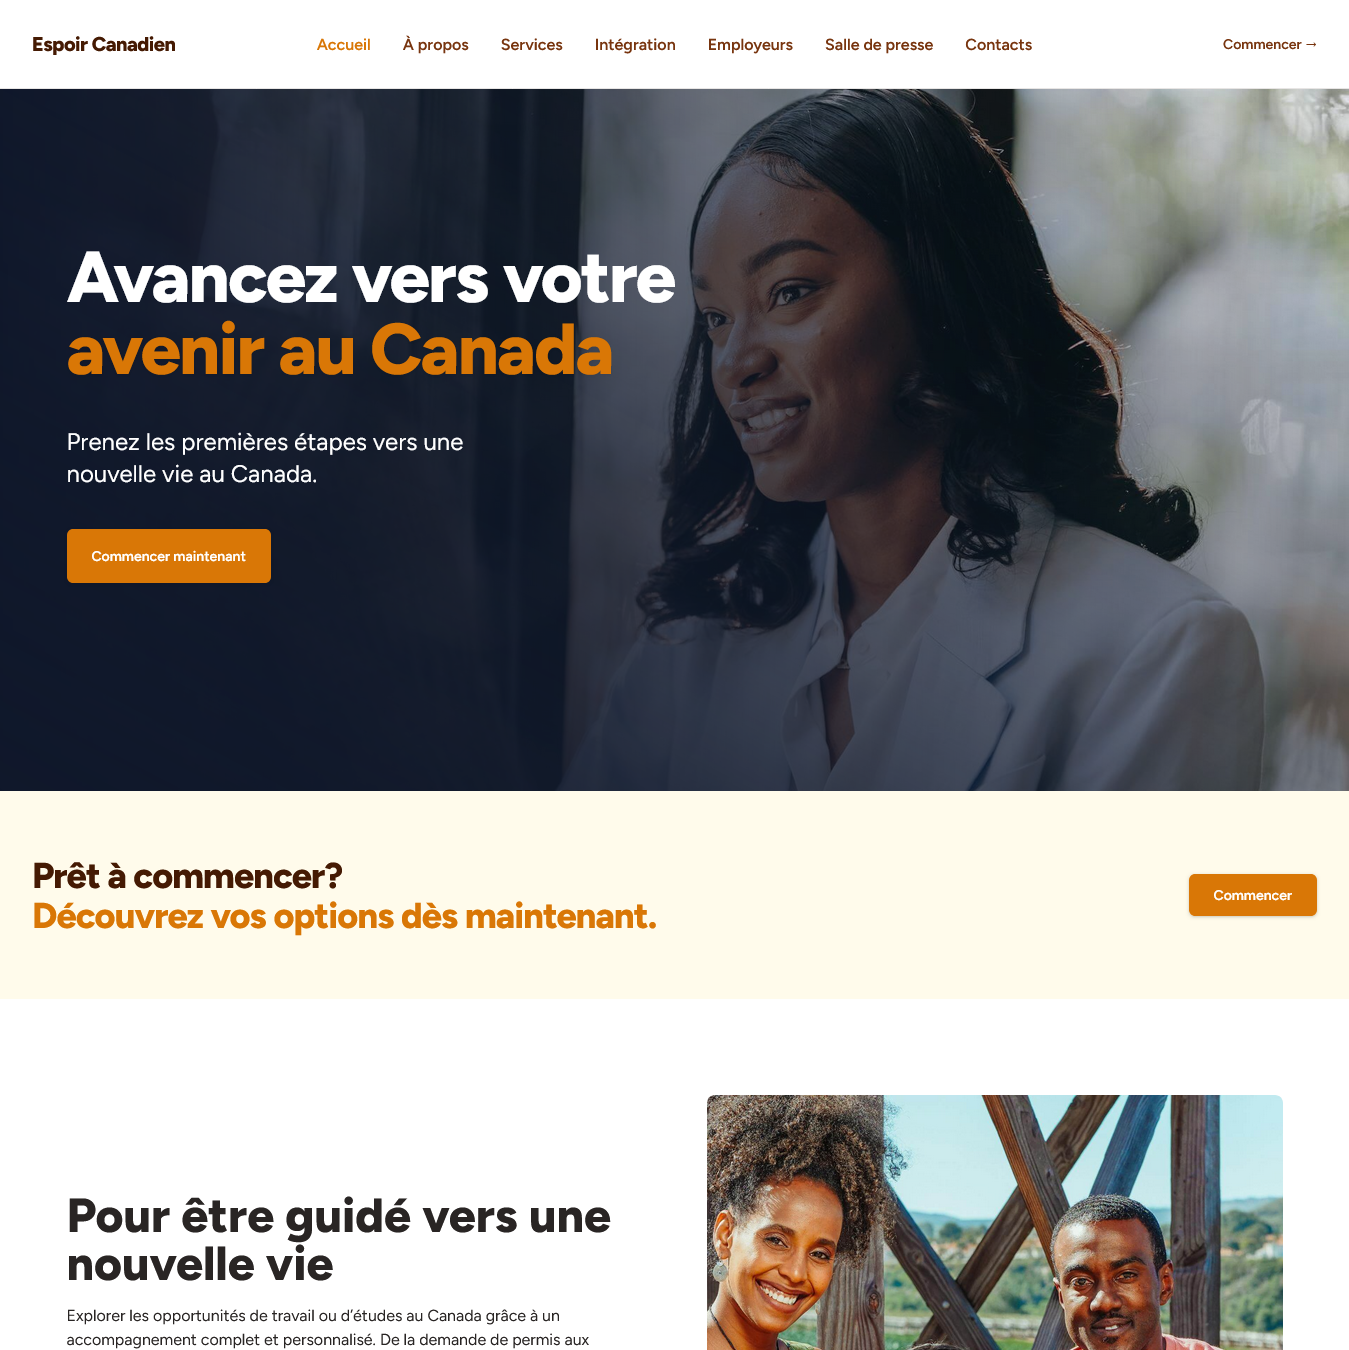 Espoir Canadien
Accueil
À propos
Services
Intégration
Employeurs
Salle de presse
Contacts
Commencer →
Avancez vers votre
avenir au Canada
Prenez les premières étapes vers une
nouvelle vie au Canada.
Commencer maintenant
Prêt à commencer?
Découvrez vos options dès maintenant.
Commencer
Pour être guidé vers une
nouvelle vie
Explorer les opportunités de travail ou d’études au Canada grâce à un
accompagnement complet et personnalisé. De la demande de permis aux